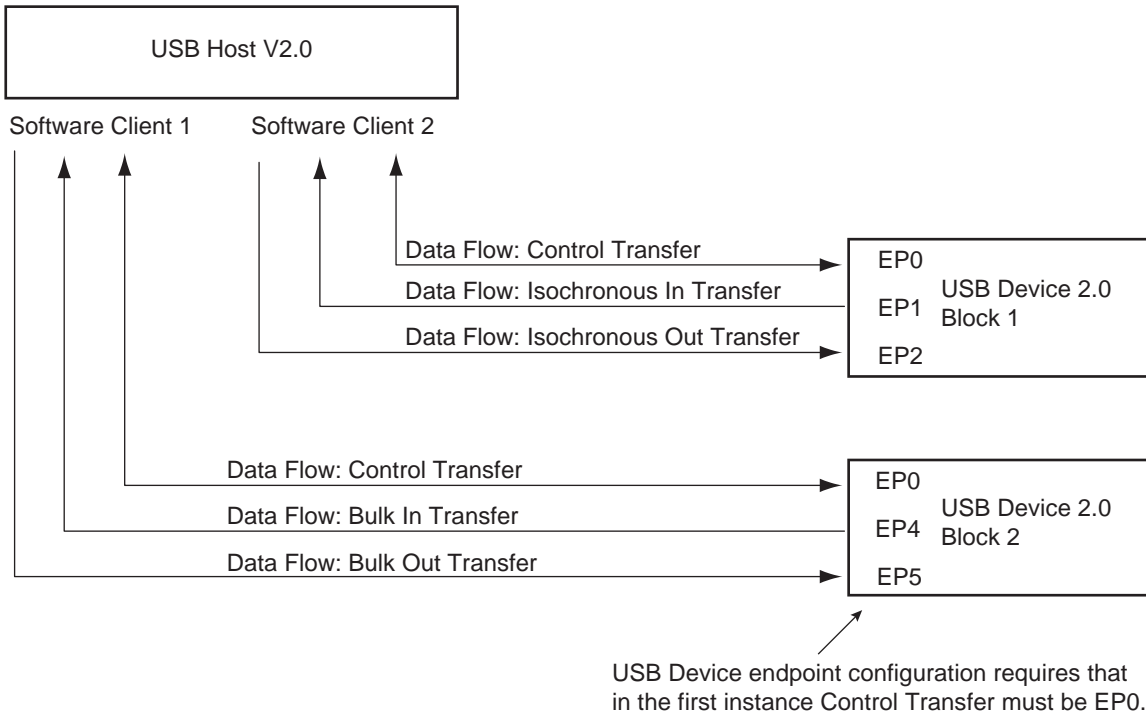 USB Host V2.0
Software Client 1
Software Client 2
Data Flow: Control Transfer
Data Flow: Isochronous In Transfer
Data Flow: Isochronous Out Transfer
EP0
EP1
EP2
USB Device 2.0
Block 1
Data Flow: Control Transfer
Data Flow: Bulk In Transfer
Data Flow: Bulk Out Transfer
EP0
EP4
EP5
USB Device 2.0
Block 2
USB Device endpoint configuration requires that
in the first instance Control Transfer must be EP0.